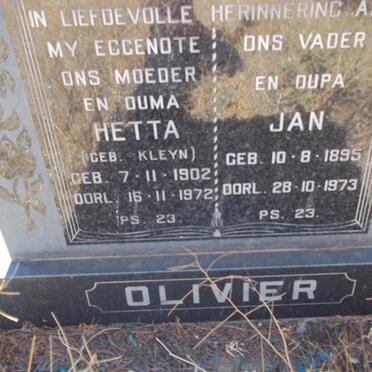 IN LIEFDEVOLLE HERINNERING A
MY EGGENOTE
ONS MOEDER
EN OUMA
HETTA
(GEB. KLEYN)
GEB. 7-11-1902
OORL. 16-11-1972
PS. 23.
ONS VADER
EN OUPA
JAN
GEB. 10-8-1895
OORL. 28-10-1973
PS. 23.
OLIVIER